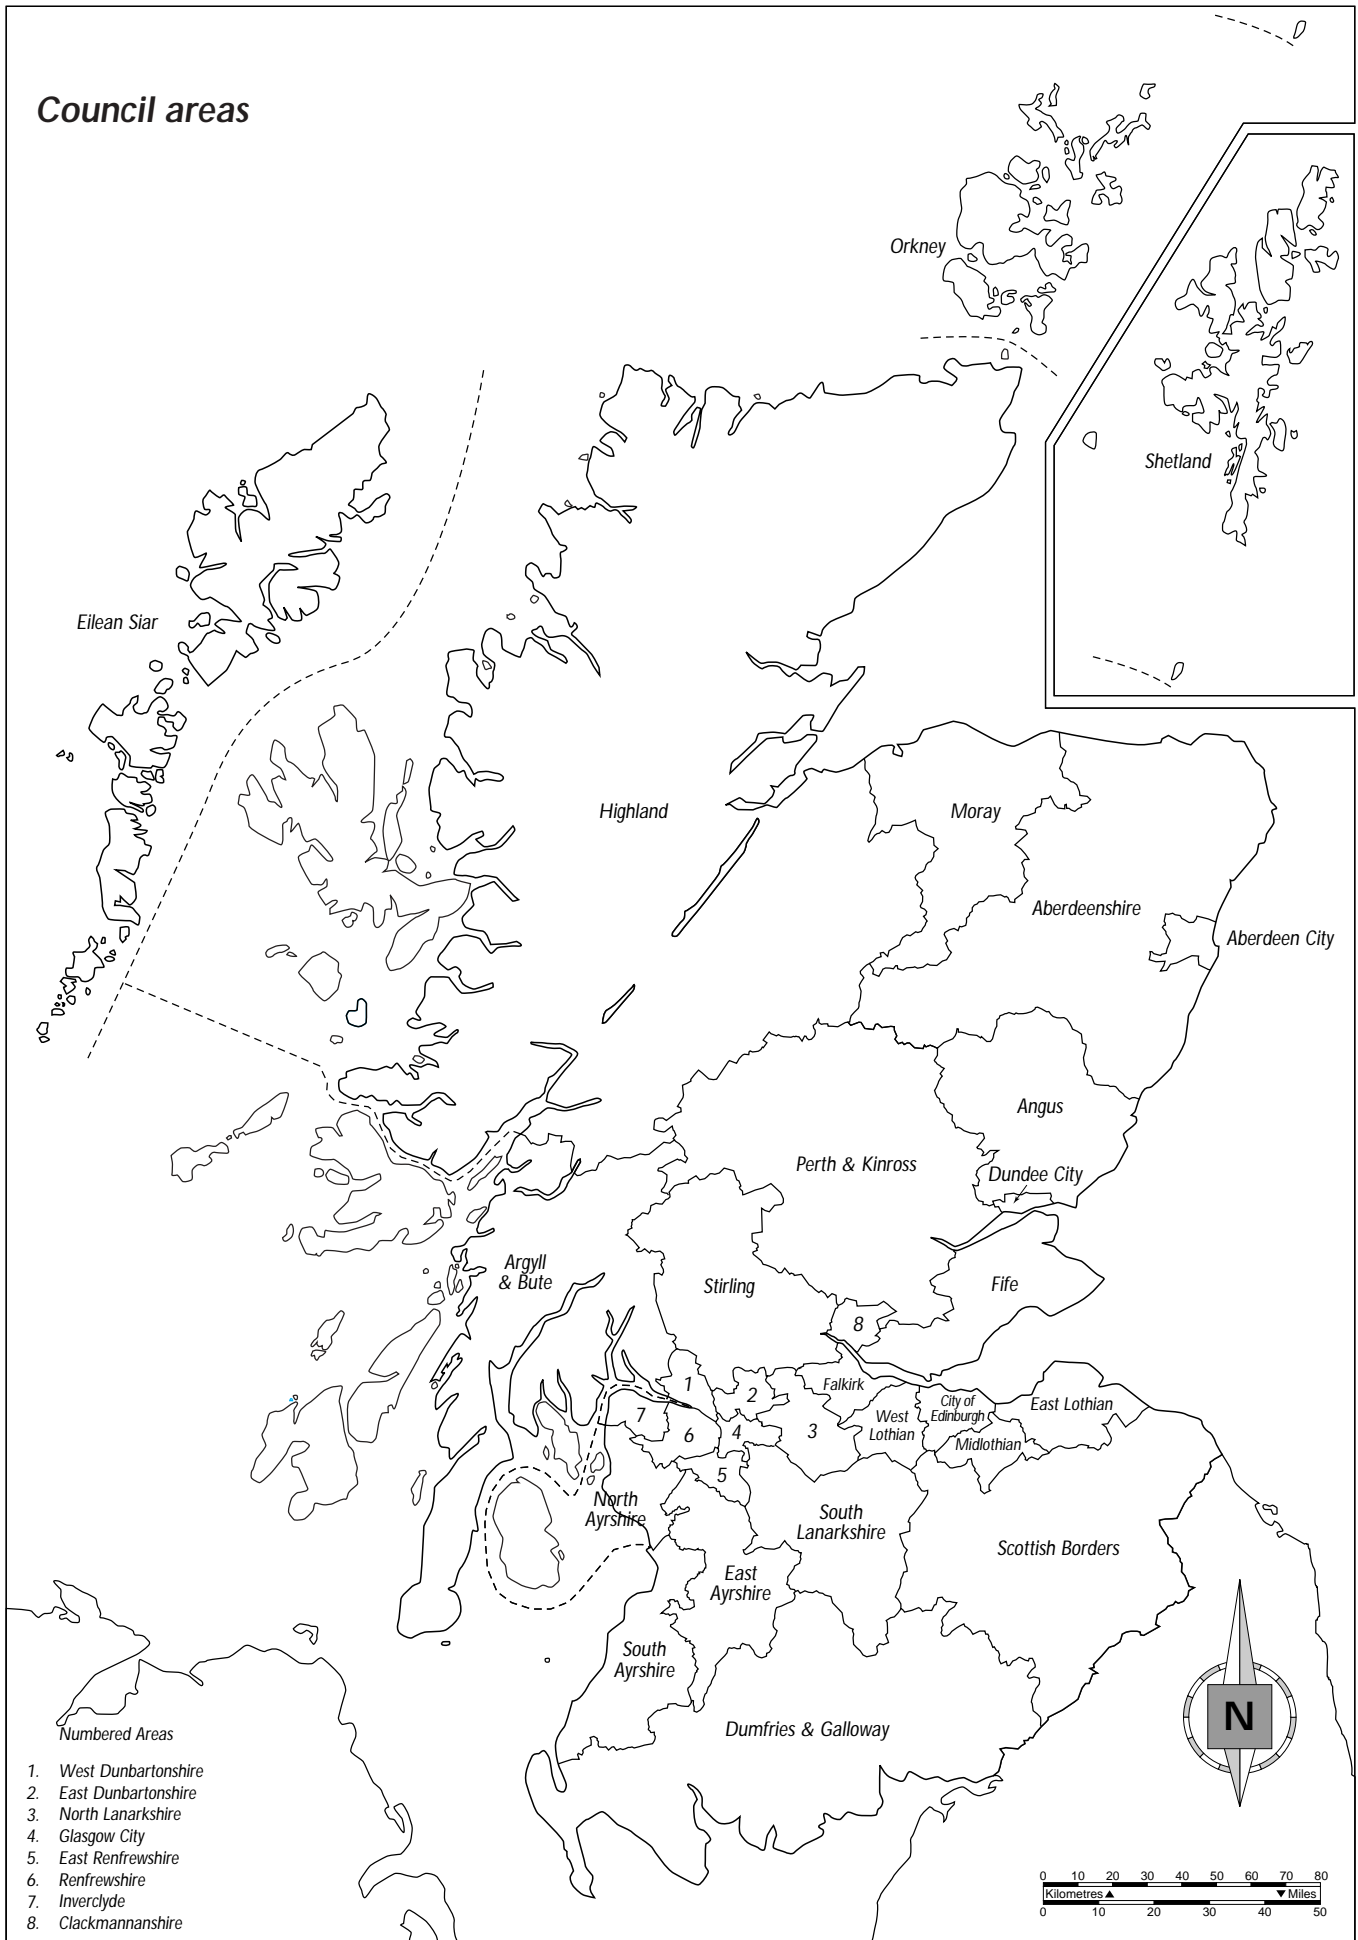 Council areas
Orkney
Shetland
Eilean Siar
Highland
Moray
Aberdeenshire
Aberdeen City
Angus
Perth & Kinross
Dundee City
Argyll
& Bute
Stirling
Fife
8
1
2
Falkirk
City of
Edinburgh
East Lothian
7
6
4
3
West
Lothian
Midlothian
5
North
Ayrshire
South
Lanarkshire
Scottish Borders
East
Ayrshire
South
Ayrshire
Dumfries & Galloway
N
Numbered Areas
1. West Dunbartonshire
2. East Dunbartonshire
3. North Lanarkshire
4. Glasgow City
5. East Renfrewshire
6. Renfrewshire
7. Inverclyde
8. Clackmannanshire
0 10 20 30 40 50 60 70 80
Kilometres ▲ ▼ Miles
0 10 20 30 40 50